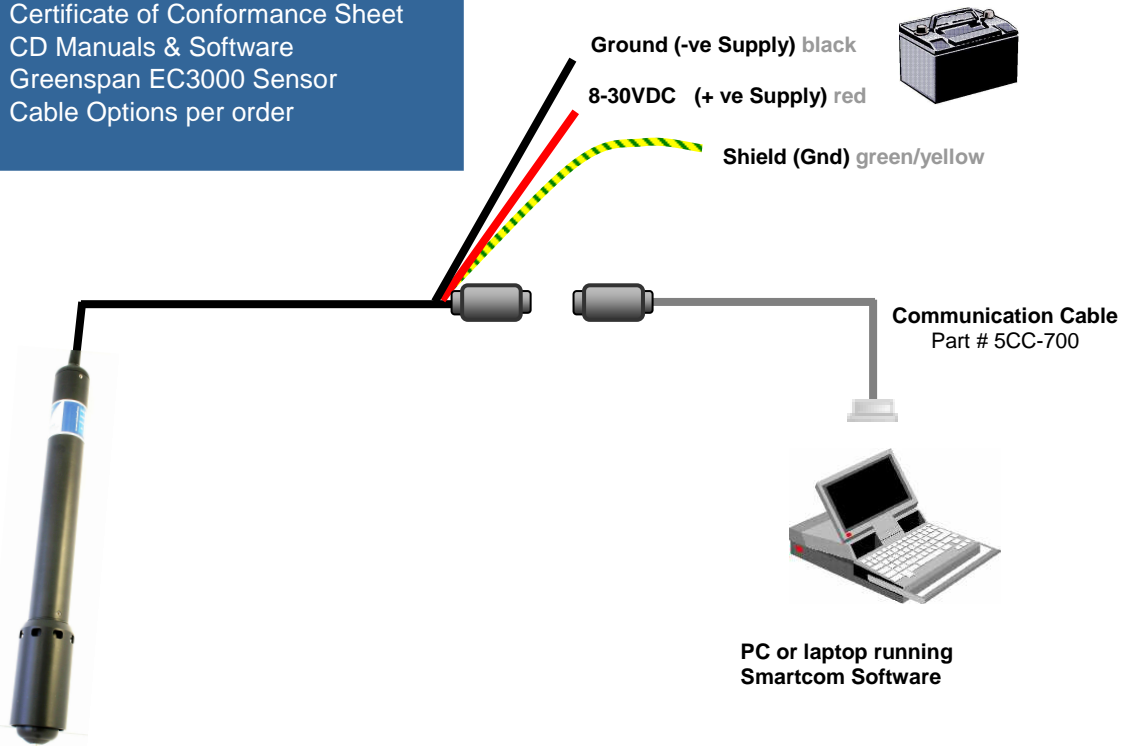 Certificate of Conformance Sheet
CD Manuals & Software
Greenspan EC3000 Sensor
Cable Options per order
Ground (-ve Supply) black
8-30VDC (+ ve Supply) red
Shield (Gnd) green/yellow
Communication Cable
Part # 5CC-700
PC or laptop running
Smartcom Software